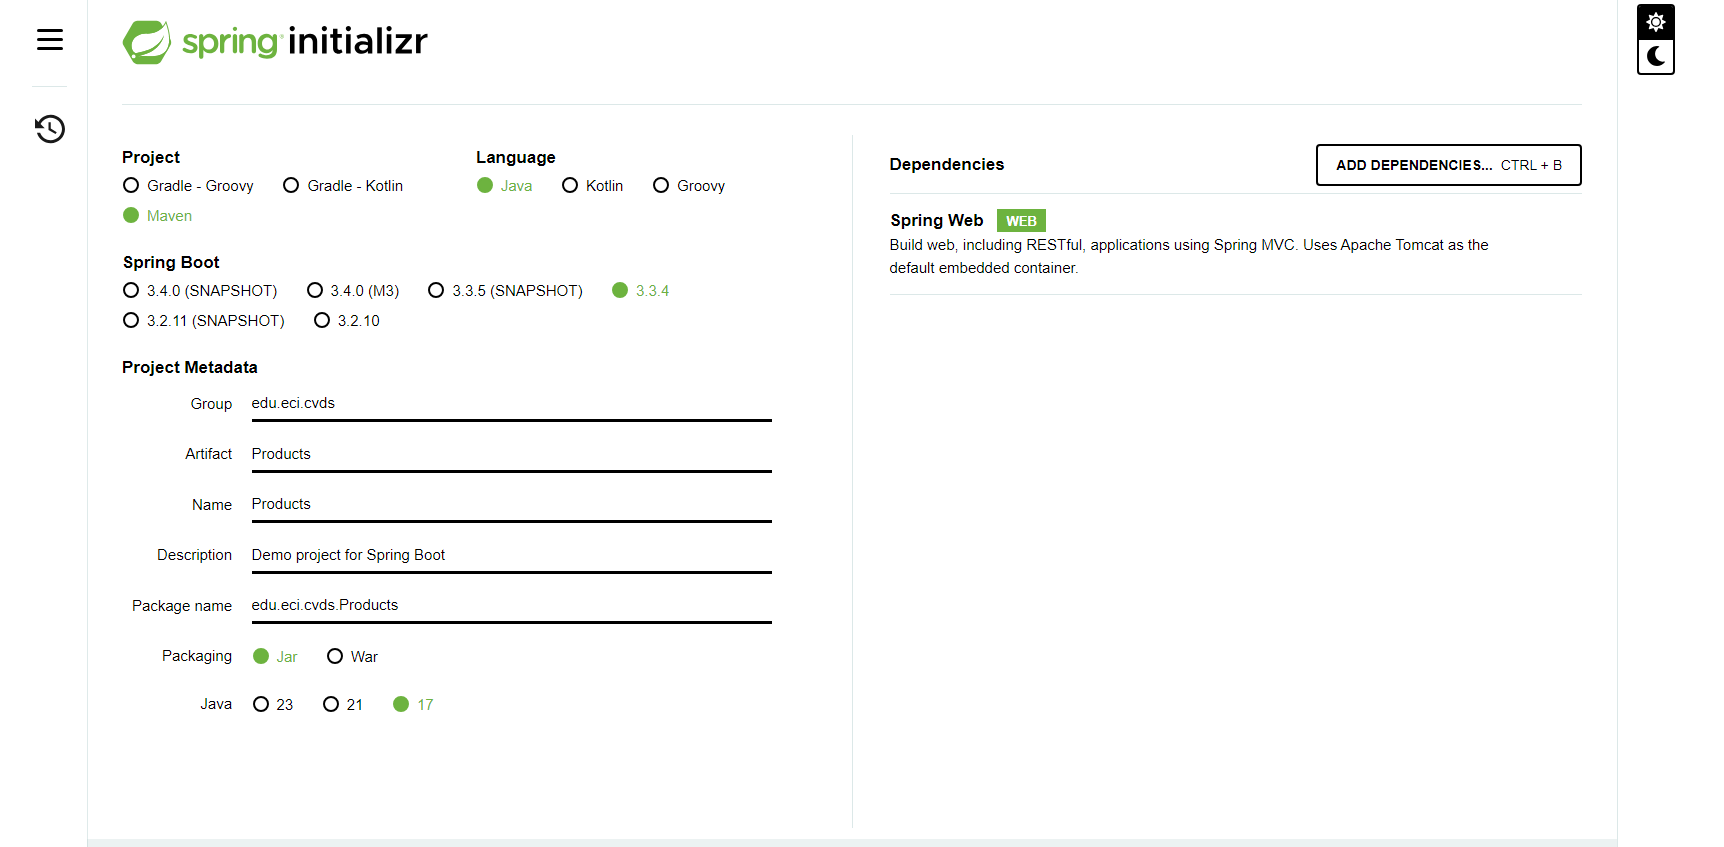 spring initializr
Project
Gradle - Groovy
Gradle - Kotlin
Maven
Language
Java
Kotlin
Groovy
Spring Boot
3.4.0 (SNAPSHOT)
3.4.0 (M3)
3.3.5 (SNAPSHOT)
3.3.4
3.2.11 (SNAPSHOT)
3.2.10
Project Metadata
Group edu.eci.cvds
Artifact Products
Name Products
Description Demo project for Spring Boot
Package name edu.eci.cvds.Products
Packaging Jar War
Java 23 21 17
Dependencies
ADD DEPENDENCIES... CTRL + B
Spring Web WEB
Build web, including RESTful, applications using Spring MVC. Uses Apache Tomcat as the
default embedded container.